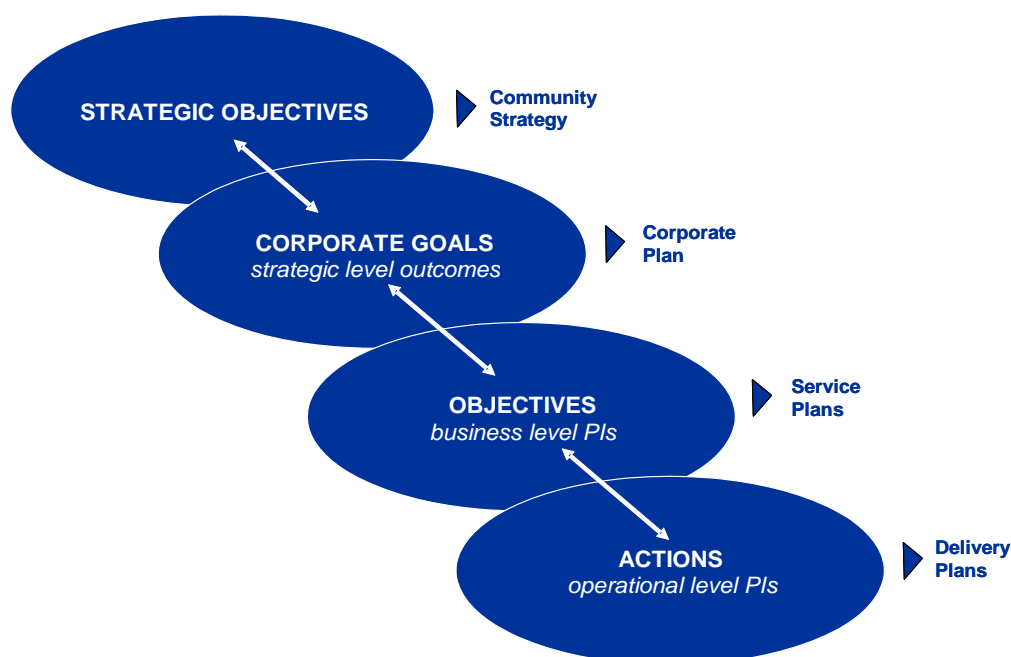 STRATEGIC OBJECTIVES
Community
Strategy
CORPORATE GOALS
strategic level outcomes
Corporate
Plan
OBJECTIVES
business level PIs
Service
Plans
ACTIONS
operational level PIs
Delivery
Plans